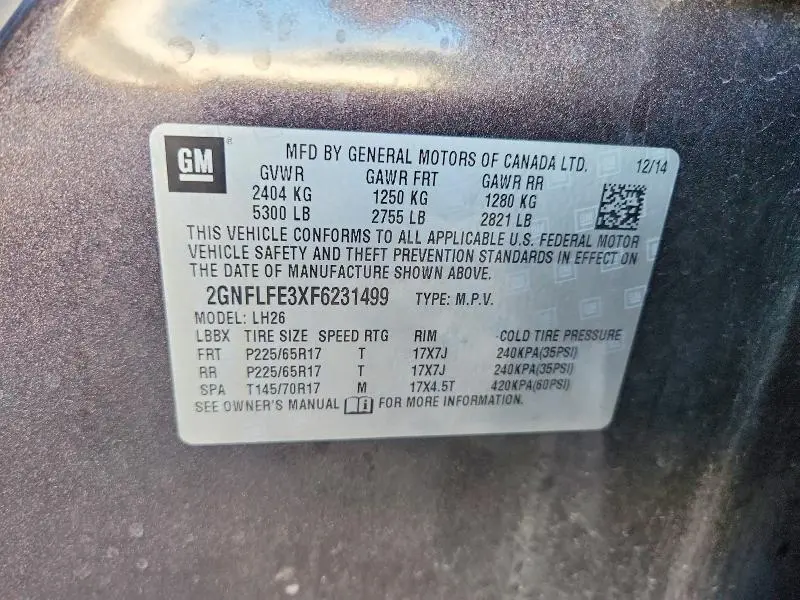 GM
MFD BY GENERAL MOTORS OF CANADA LTD. 12/14
GVWR GAWR FRT GAWR RR
2404 KG 1250 KG 1280 KG
5300 LB 2755 LB 2821 LB
THIS VEHICLE CONFORMS TO ALL APPLICABLE U.S. FEDERAL MOTOR
VEHICLE SAFETY AND THEFT PREVENTION STANDARDS IN EFFECT ON
THE DATE OF MANUFACTURE SHOWN ABOVE.
2GNFLFE3XF6231499 TYPE: M.P.V.
MODEL: LH26
LBBX TIRE SIZE SPEED RTG RIM COLD TIRE PRESSURE
FRT P225/65R17 T 17X7J 240KPA(35PSI)
RR P225/65R17 T 17X7J 240KPA(35PSI)
SPA T145/70R17 M 17X4.5T 420KPA(60PSI)
SEE OWNER'S MANUAL i FOR MORE INFORMATION.